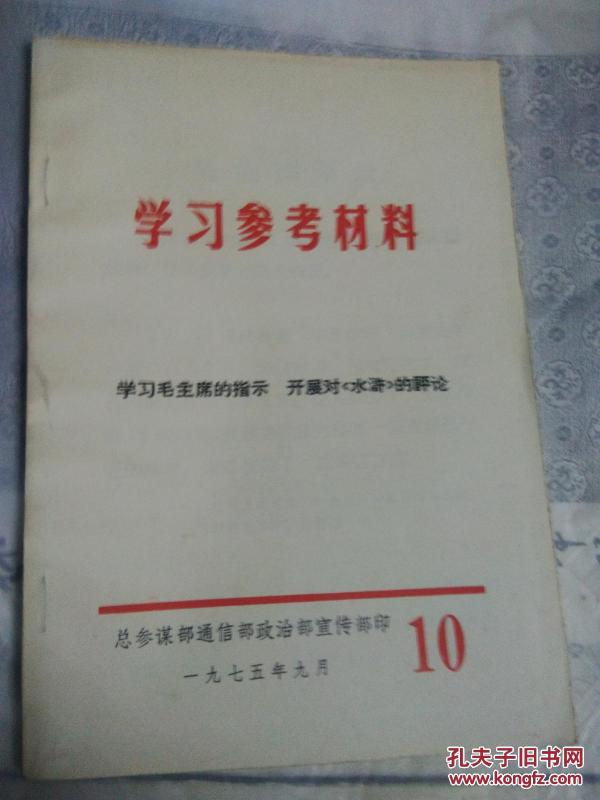 学习参考材料
学习毛主席的指示 开展对《水浒》的评论
总参谋部通信部政治部宣传部印
一九七五年九月
10
孔夫子旧书网
www.kongfz.com